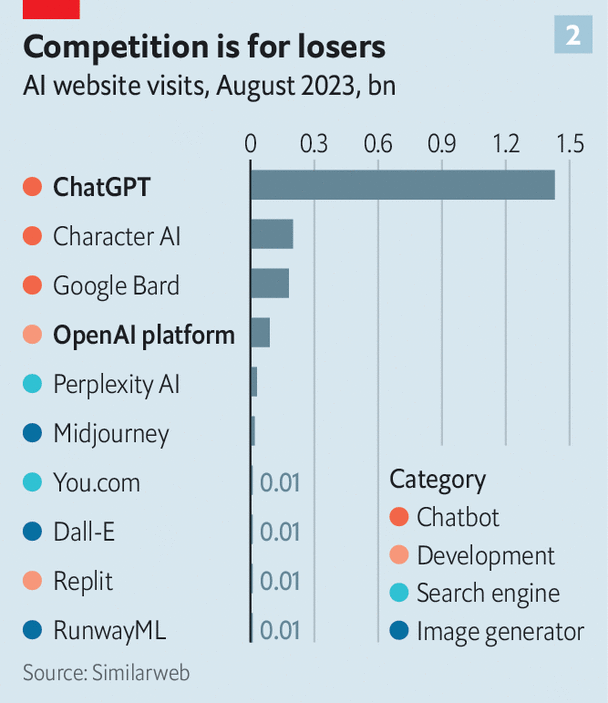 2
Competition is for losers
AI website visits, August 2023, bn
0 0.3 0.6 0.9 1.2 1.5
ChatGPT
Character AI
Google Bard
OpenAI platform
Perplexity AI
Midjourney
You.com 0.01
Dall-E 0.01
Replit 0.01
RunwayML 0.01
Category
Chatbot
Development
Search engine
Image generator
Source: Similarweb